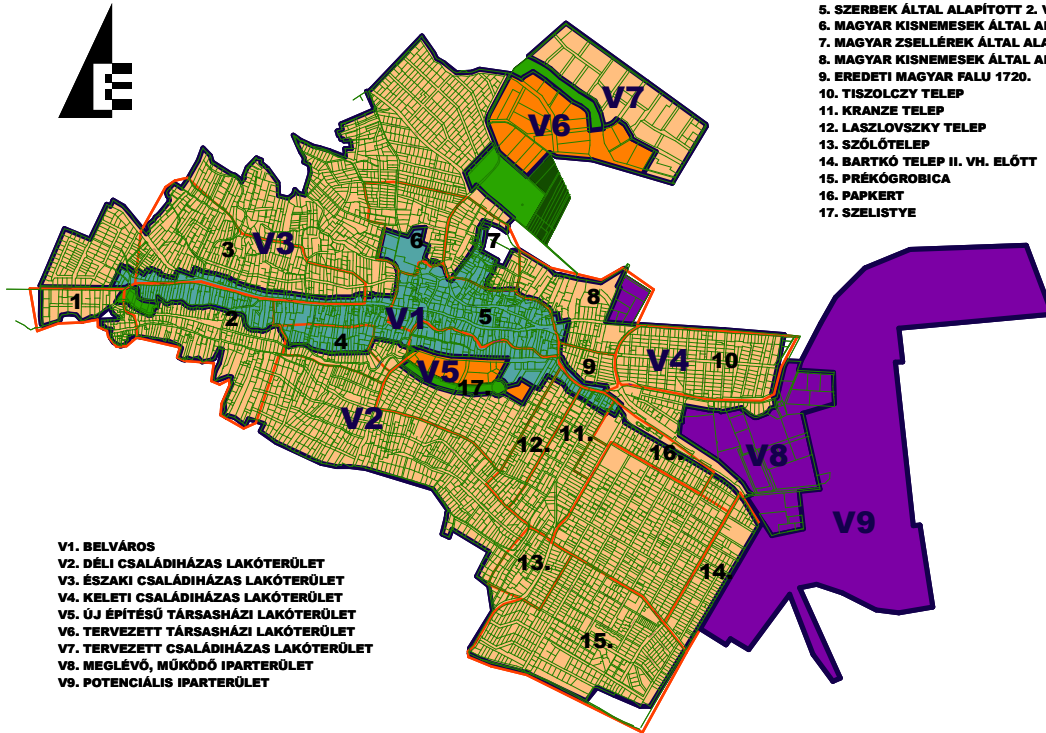 5. SZERBEK ÁLTAL ALAPÍTOTT 2.
6. MAGYAR KISNEMESEK ÁLTAL
7. MAGYAR ZSELLÉREK ÁLTAL
8. MAGYAR KISNEMESEK ÁLTAL
9. EREDETI MAGYAR FALU 1720.
10. TISZOLCZY TELEP
11. KRANZE TELEP
12. LASZLOVSZKY TELEP
13. SZŐLŐTELEP
14. BARTKÓ TELEP II. VH. ELŐTT
15. PRÉKÓGROBICA
16. PAPKERT
17. SZELISTYE
É
V7
V6
6
7
3
V3
1
2
8
5
V1
4
9
V4
10
V5
17.
V2
11.
12.
16.
V8
V9
13.
14.
15.
V1. BELVÁROS
V2. DÉLI CSALÁDIHÁZAS LAKÓTERÜLET
V3. ÉSZAKI CSALÁDIHÁZAS LAKÓTERÜLET
V4. KELETI CSALÁDIHÁZAS LAKÓTERÜLET
V5. ÚJ ÉPÍTÉSŰ TÁRSASHÁZI LAKÓTERÜLET
V6. TERVEZETT TÁRSASHÁZI LAKÓTERÜLET
V7. TERVEZETT CSALÁDIHÁZAS LAKÓTERÜLET
V8. MEGLÉVŐ, MŰKÖDŐ IPARTERÜLET
V9. POTENCIÁLIS IPARTERÜLET